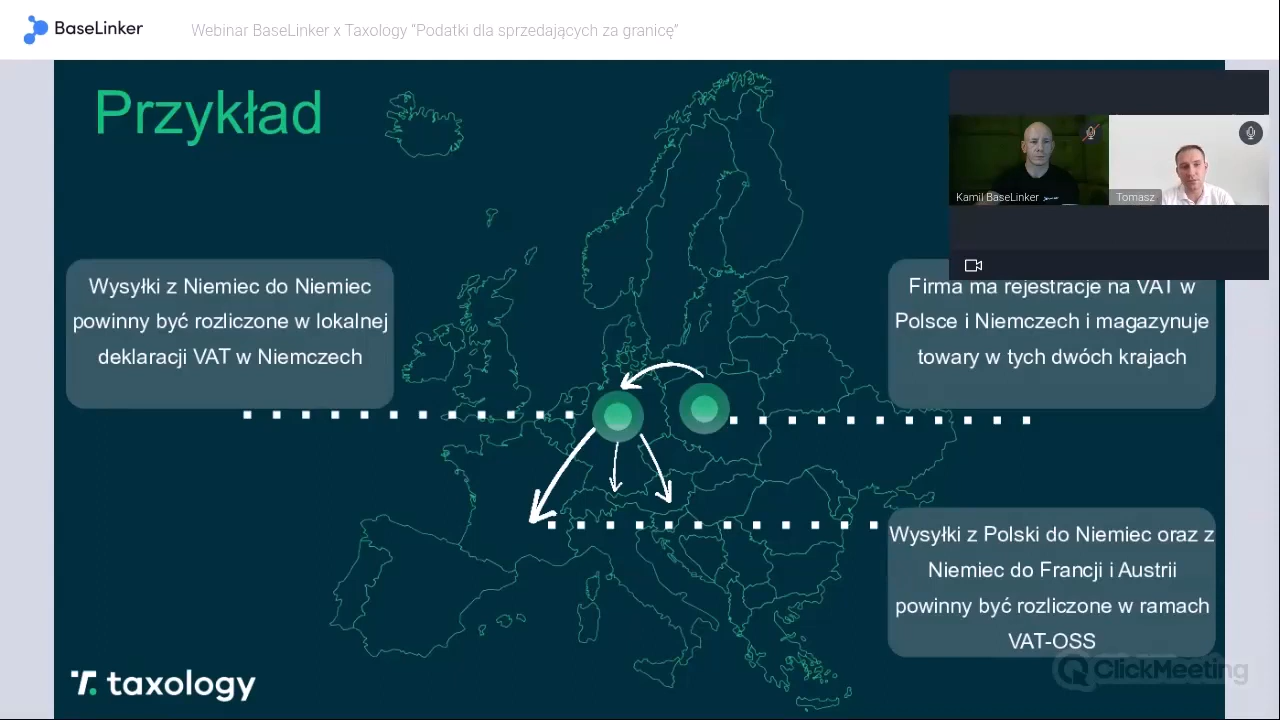 BaseLinker
Webinar BaseLinker x Taxology “Podatki dla sprzedających za granicę”
Przykład
Kamil BaseLinker
Tomasz
Wysyłki z Niemiec do Niemiec
powinny być rozliczone w lokalnej
deklaracji VAT w Niemczech
Firma ma rejestracje na VAT w
Polsce i Niemczech i magazynuje
towary w tych dwóch krajach
Wysyłki z Polski do Niemiec oraz z
Niemiec do Francji i Austrii
powinny być rozliczone w ramach
VAT-OSS
taxology
ClickMeeting